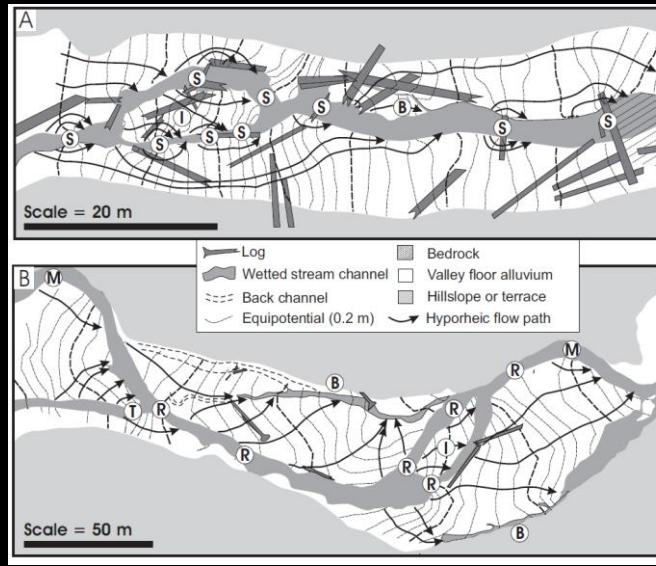 A
S
S
S
I
S
S
S
S
S
B
S
S
Scale = 20 m
Log
Wetted stream channel
Back channel
Equipotential (0.2 m)
Bedrock
Valley floor alluvium
Hillslope or terrace
Hyporheic flow path
B
M
M
R
B
T
R
R
I
R
R
R
B
Scale = 50 m